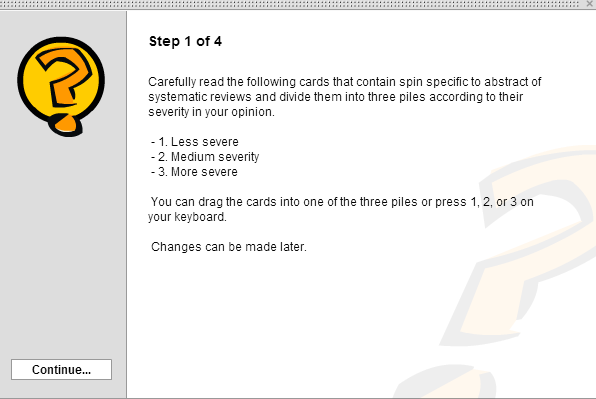 Step 1 of 4
Carefully read the following cards that contain spin specific to abstract of
systematic reviews and divide them into three piles according to their
severity in your opinion.
- 1. Less severe
- 2. Medium severity
- 3. More severe
You can drag the cards into one of the three piles or press 1, 2, or 3 on
your keyboard.
Changes can be made later.
Continue...